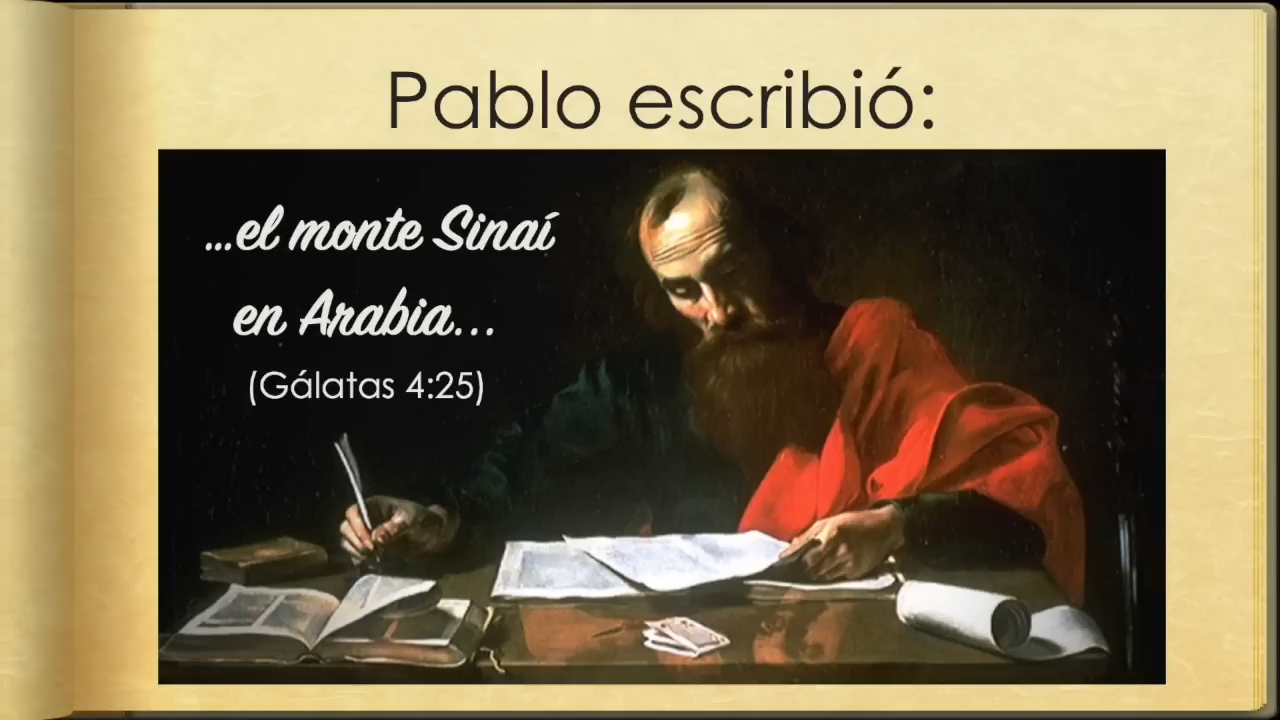 Pablo escribió:
...el monte Sinaí
en Arabia...
(Gálatas 4:25)